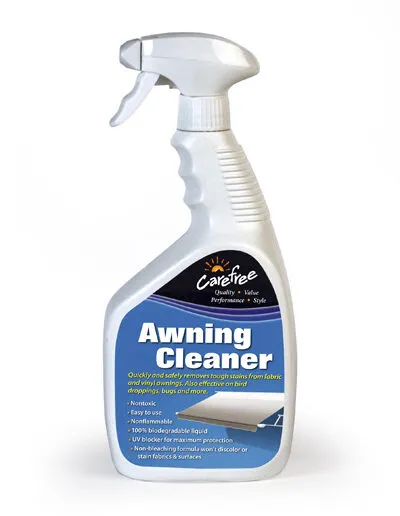 Carefree
Quality • Value
Performance • Style
Awning
Cleaner
Quickly and safely removes tough stains from fabric
and vinyl awnings. Also effective on bird
droppings, bugs and more.
• Nontoxic
• Easy to use
• Nonflammable
• 100% biodegradable liquid
• UV blocker for maximum protection
• Non-bleaching formula won't discolor or
stain fabrics & surfaces